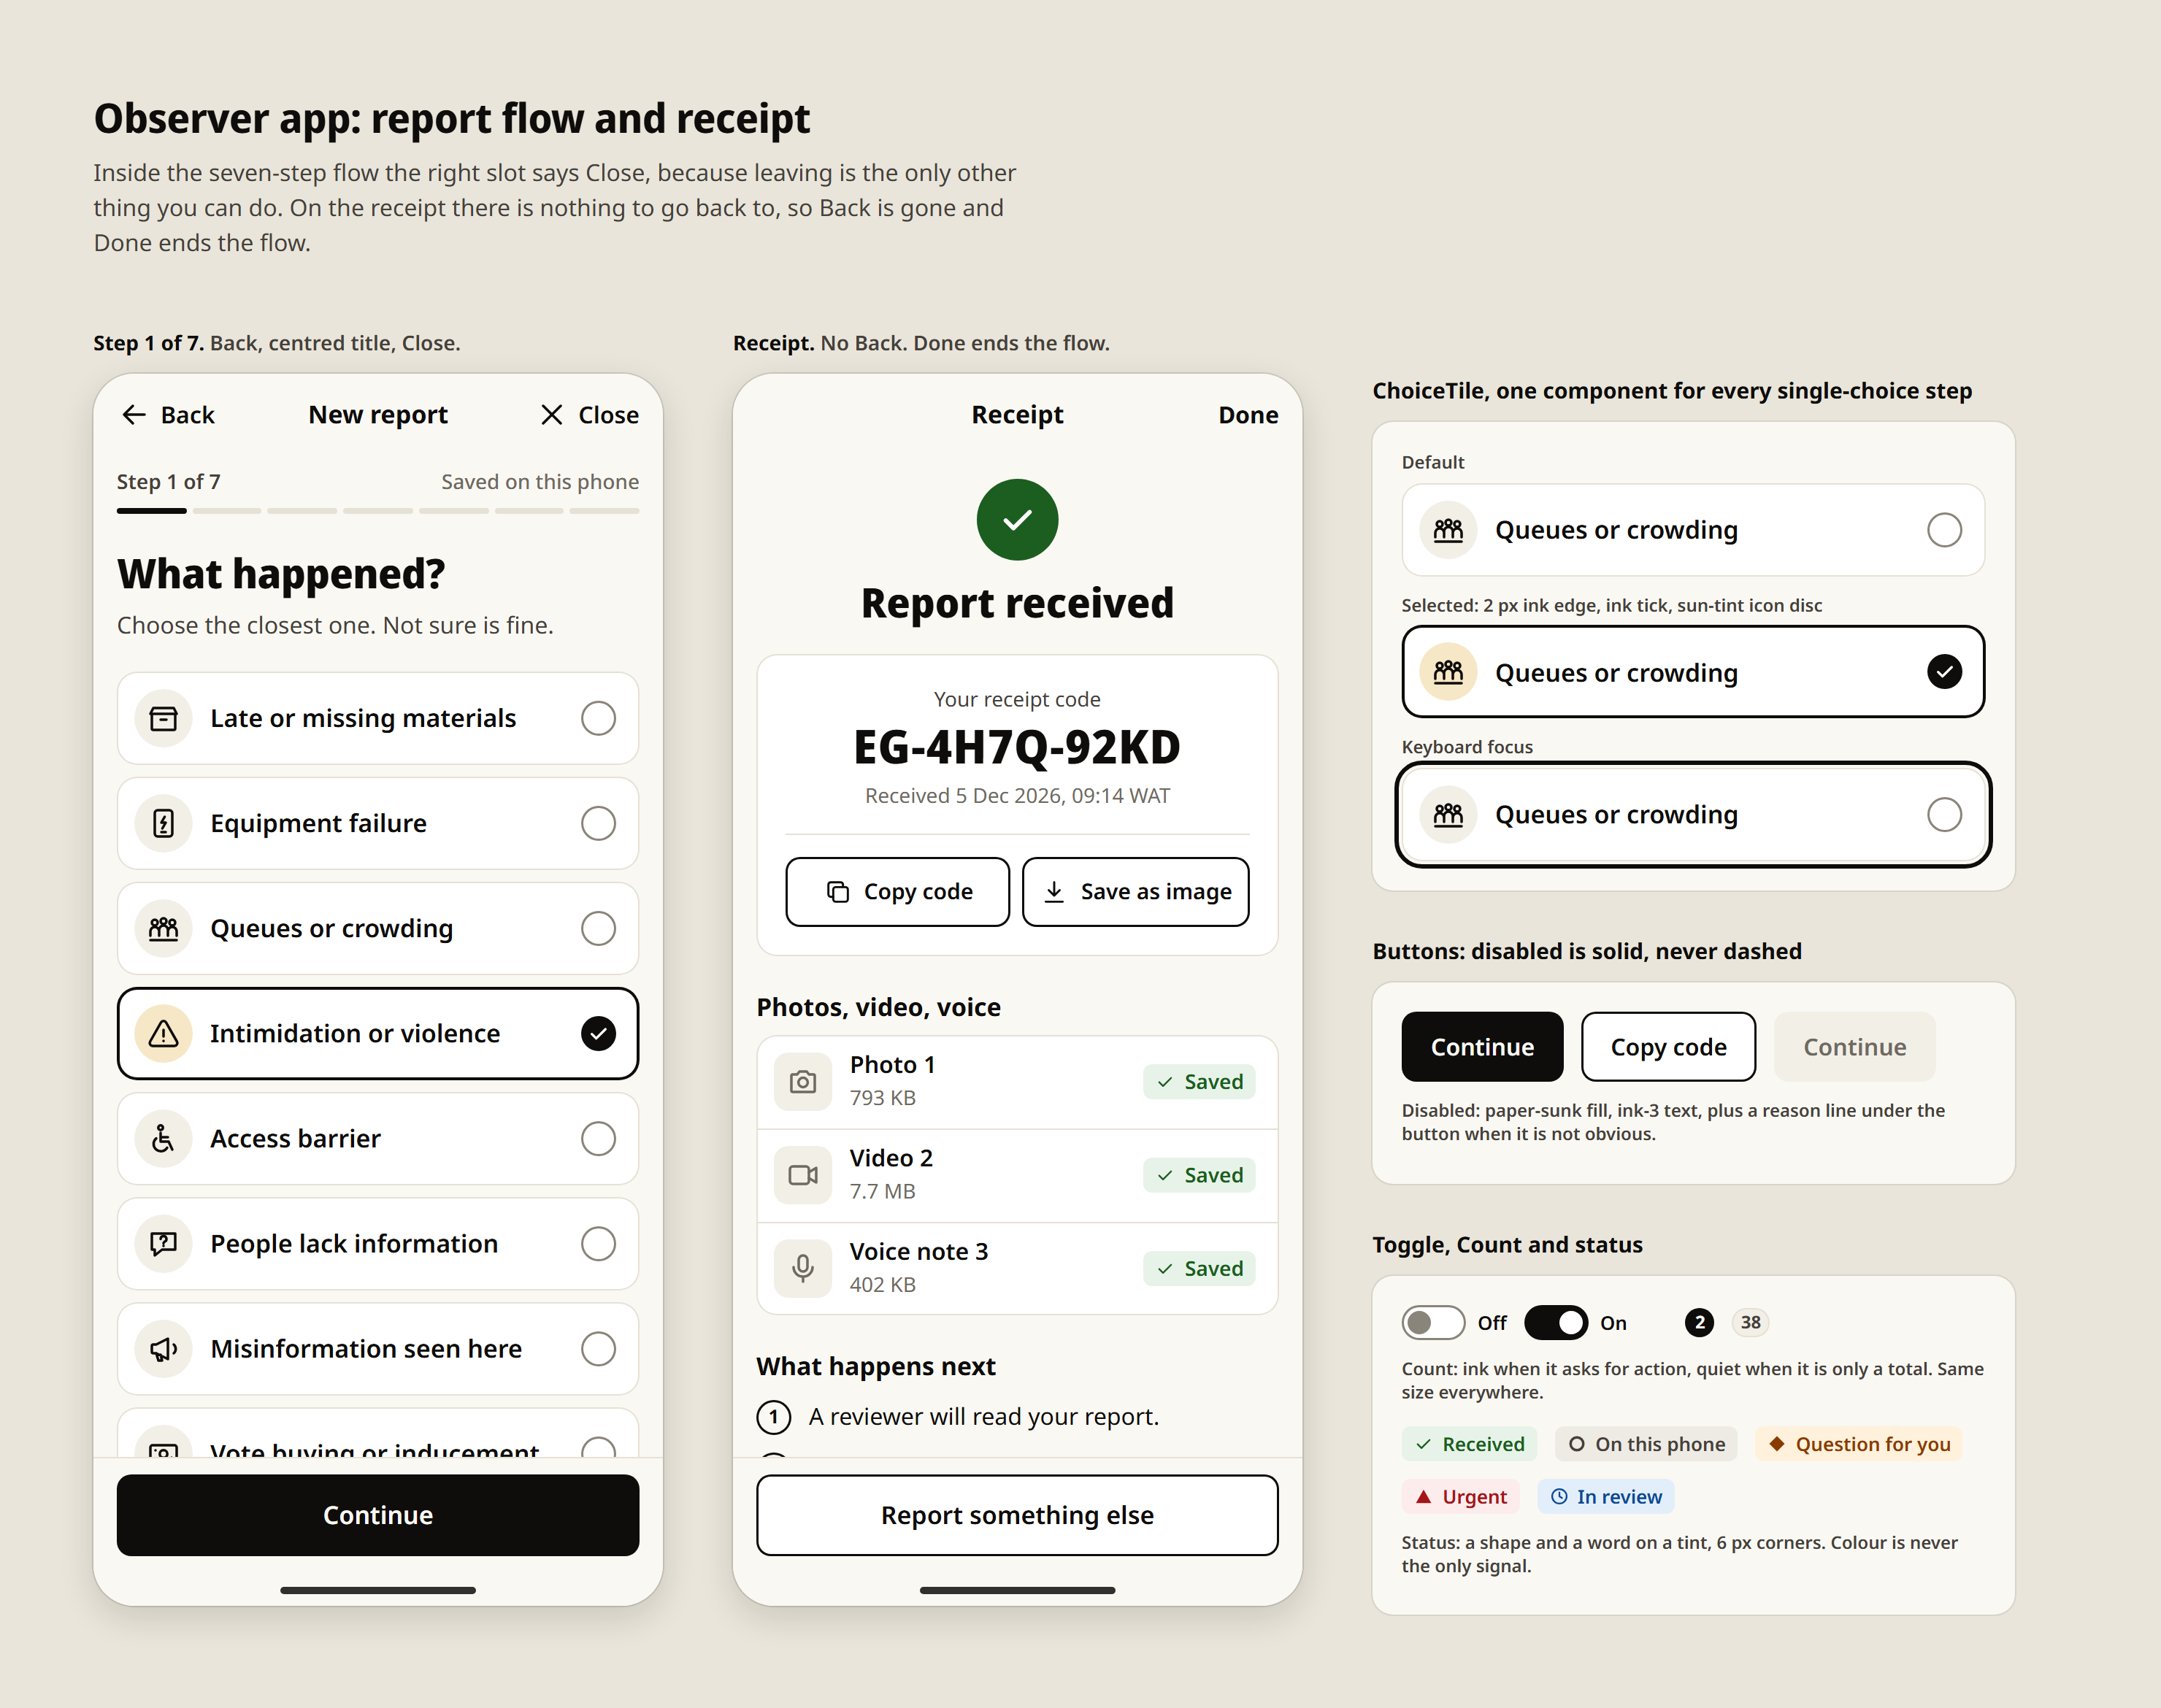 Observer app: report flow and receipt
Inside the seven-step flow the right slot says Close, because leaving is the only other
thing you can do. On the receipt there is nothing to go back to, so Back is gone and
Done ends the flow.
Step 1 of 7. Back, centred title, Close.
Back
New report
Close
Step 1 of 7
Saved on this phone
What happened?
Choose the closest one. Not sure is fine.
Late or missing materials
Equipment failure
Queues or crowding
Intimidation or violence
Access barrier
People lack information
Misinformation seen here
Vote buying or inducement
Continue
Receipt. No Back. Done ends the flow.
Receipt
Done
Report received
Your receipt code
EG-4H7Q-92KD
Received 5 Dec 2026, 09:14 WAT
Copy code
Save as image
Photos, video, voice
Photo 1
793 KB
Saved
Video 2
7.7 MB
Saved
Voice note 3
402 KB
Saved
What happens next
1 A reviewer will read your report.
Report something else
ChoiceTile, one component for every single-choice step
Default
Queues or crowding
Selected: 2 px ink edge, ink tick, sun-tint icon disc
Queues or crowding
Keyboard focus
Queues or crowding
Buttons: disabled is solid, never dashed
Continue
Copy code
Continue
Disabled: paper-sunk fill, ink-3 text, plus a reason line under the
button when it is not obvious.
Toggle, Count and status
Off
On
2
38
Count: ink when it asks for action, quiet when it is only a total. Same
size everywhere.
Received
On this phone
Question for you
Urgent
In review
Status: a shape and a word on a tint, 6 px corners. Colour is never
the only signal.